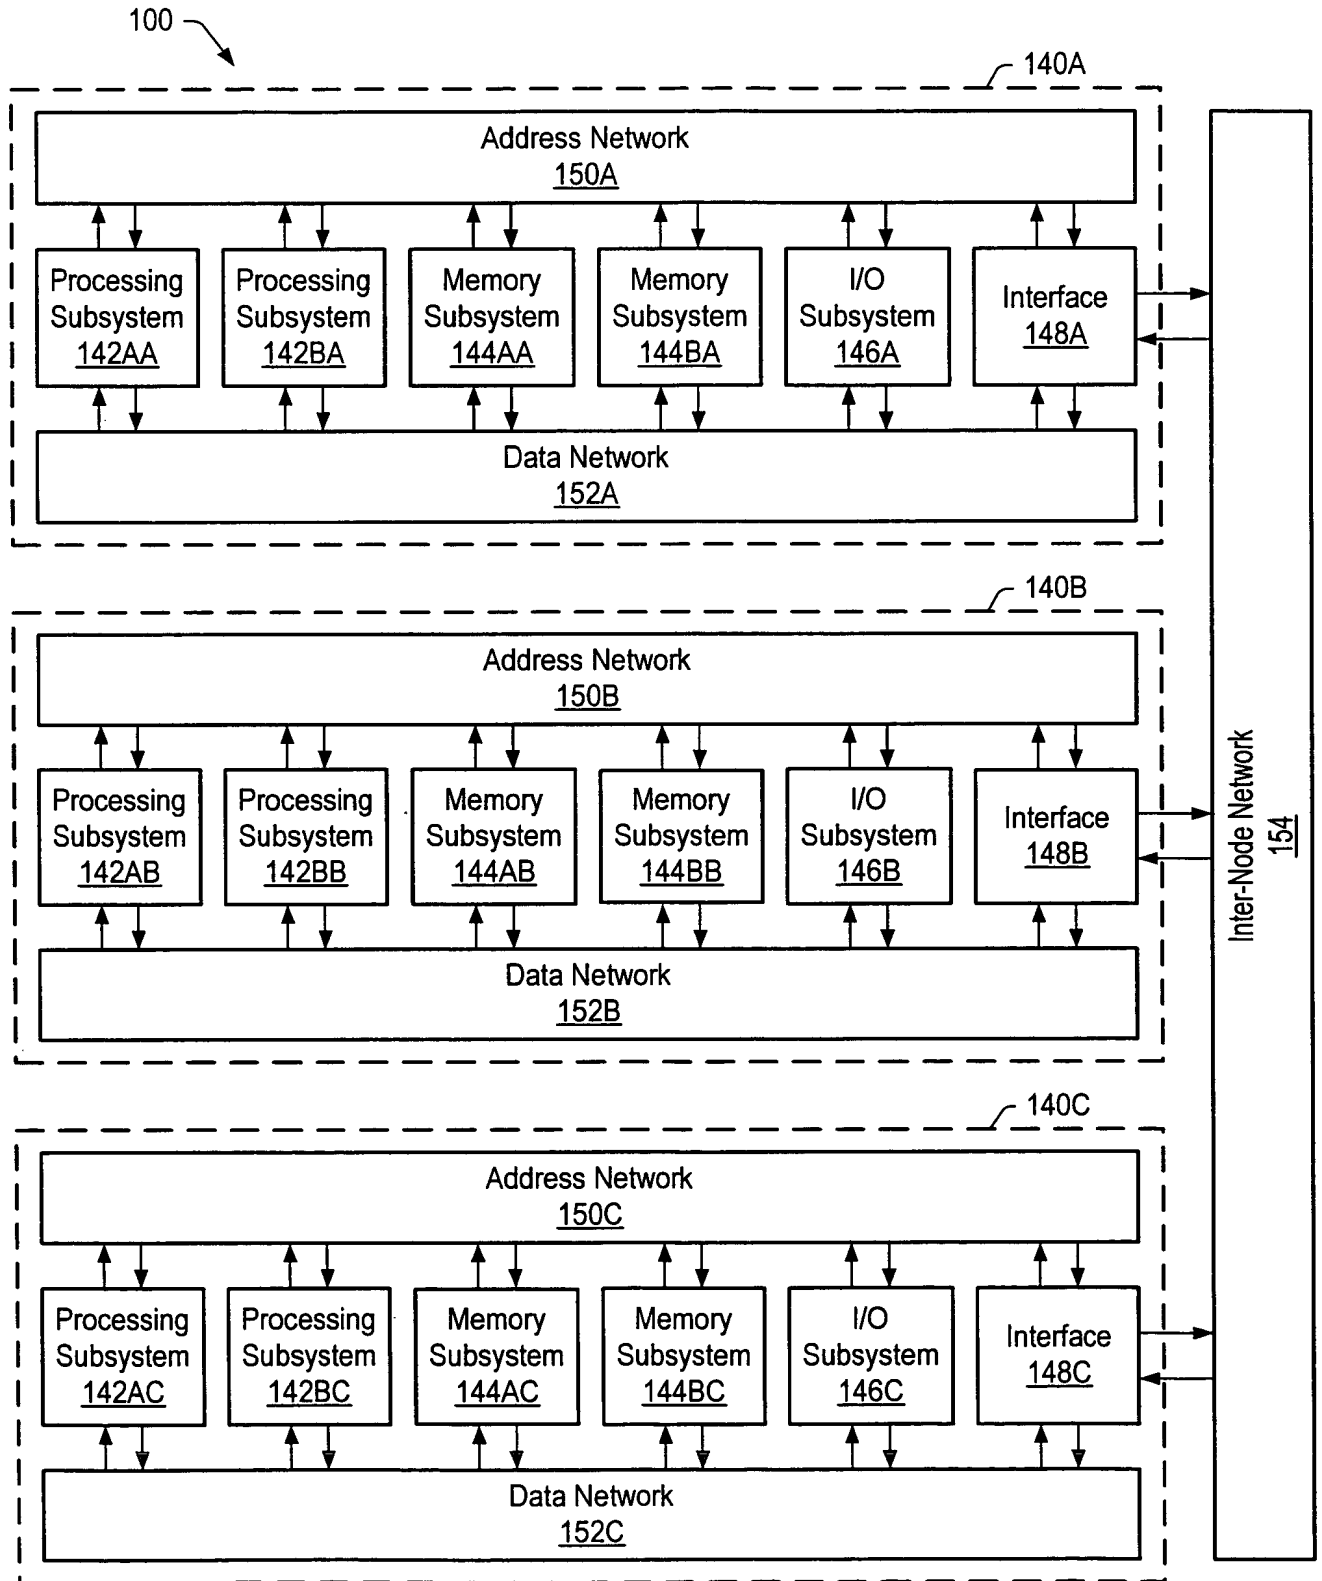 100
140A
Address Network
150A
Processing
Subsystem
142AA
Processing
Subsystem
142BA
Memory
Subsystem
144AA
Memory
Subsystem
144BA
I/O
Subsystem
146A
Interface
148A
Data Network
152A
140B
Address Network
150B
Processing
Subsystem
142AB
Processing
Subsystem
142BB
Memory
Subsystem
144AB
Memory
Subsystem
144BB
I/O
Subsystem
146B
Interface
148B
Data Network
152B
140C
Address Network
150C
Processing
Subsystem
142AC
Processing
Subsystem
142BC
Memory
Subsystem
144AC
Memory
Subsystem
144BC
I/O
Subsystem
146C
Interface
148C
Data Network
152C
Inter-Node Network
154